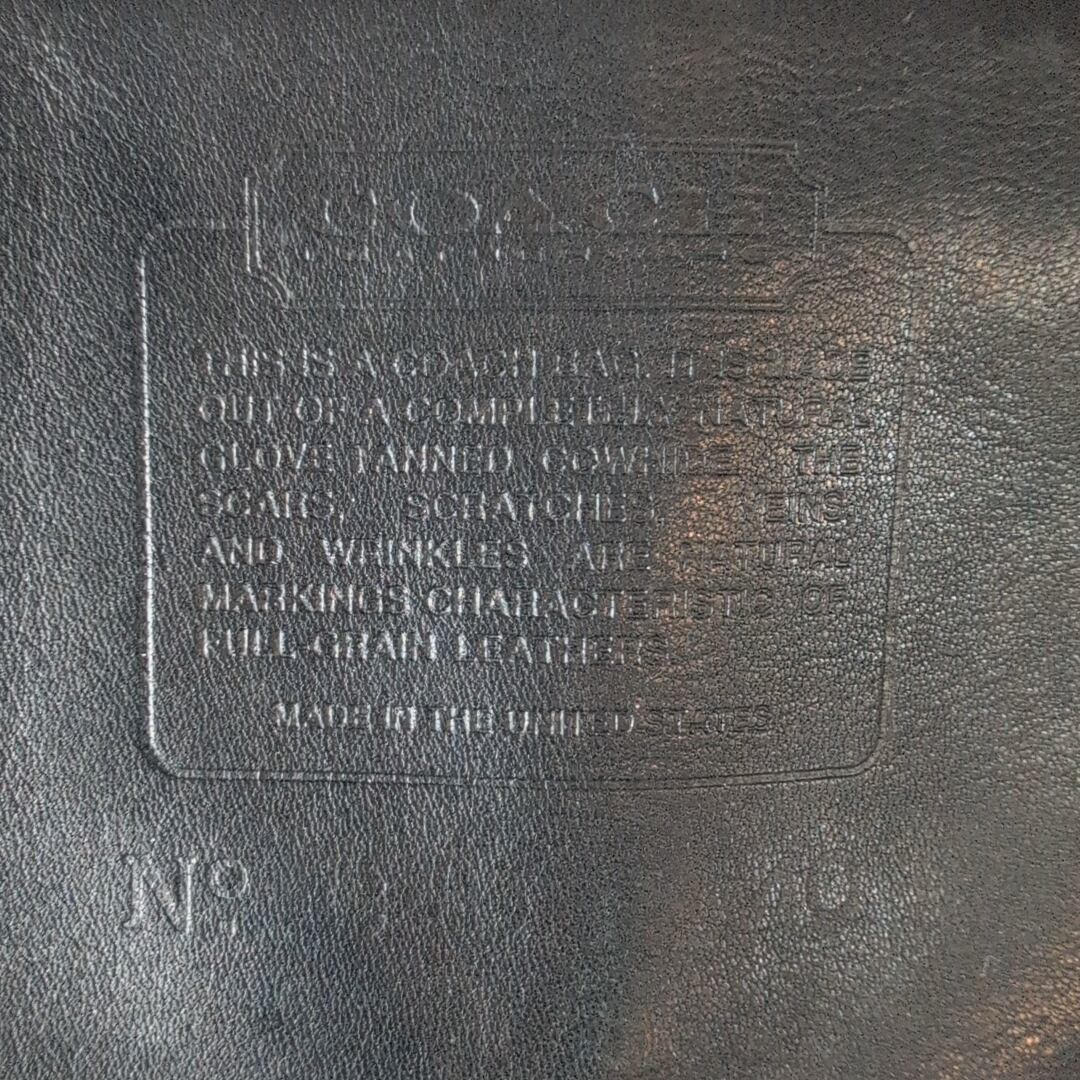 COACH
THIS IS A COACH BAG. IT IS MADE
OUT OF A COMPLETELY NATURAL
GLOVE TANNED COWHIDE. THE
SCARS, SCRATCHES, VEINS,
AND WRINKLES ARE NATURAL
MARKINGS CHARACTERISTIC OF
FULL GRAIN LEATHERS.
MADE IN THE UNITED STATES
Nº